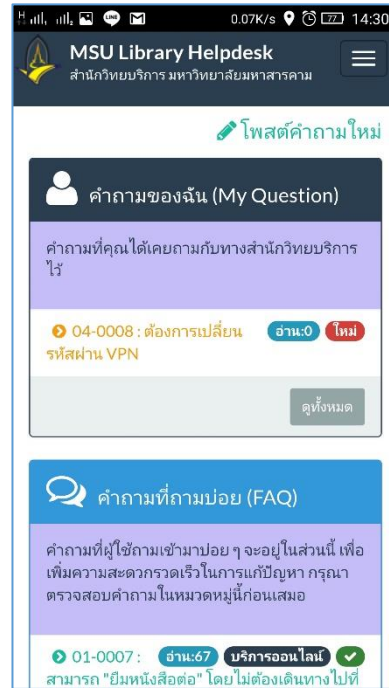 0.07K/s 77 14:30
MSU Library Helpdesk
สำนักวิทยบริการ มหาวิทยาลัยมหาสารคาม
โพสต์คำถามใหม่
คำถามของฉัน (My Question)
คำถามที่คุณได้เคยถามกับทางสำนักวิทยบริการ
ไว้
04-0008 : ต้องการเปลี่ยน อ่าน:0 ใหม่
รหัสผ่าน VPN
ดูทั้งหมด
คำถามที่ถามบ่อย (FAQ)
คำถามที่ผู้ใช้ถามเข้ามาบ่อย ๆ จะอยู่ในส่วนนี้ เพื่อ
เพิ่มความสะดวกรวดเร็วในการแก้ปัญหา กรุณา
ตรวจสอบคำถามในหมวดหมู่นี้ก่อนเสมอ
01-0007 : อ่าน:67 บริการออนไลน์
สามารถ "ยืมหนังสือต่อ" โดยไม่ต้องเดินทางไปที่